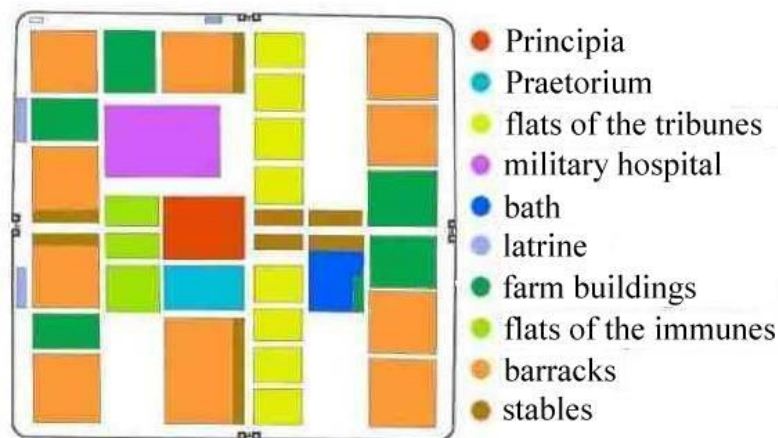 Principia
Praetorium
flats of the tribunes
military hospital
bath
latrine
farm buildings
flats of the immunes
barracks
stables